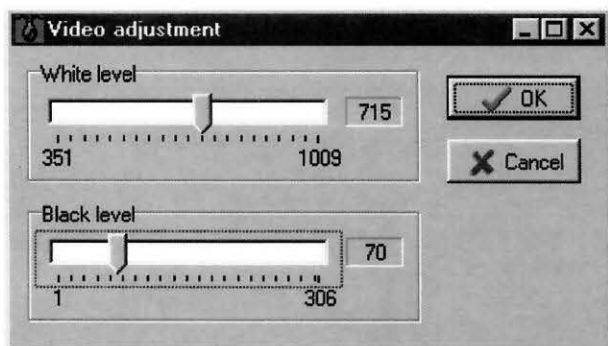 Video adjustment
White level
715
351 1009
OK
Cancel
Black level
70
1 306